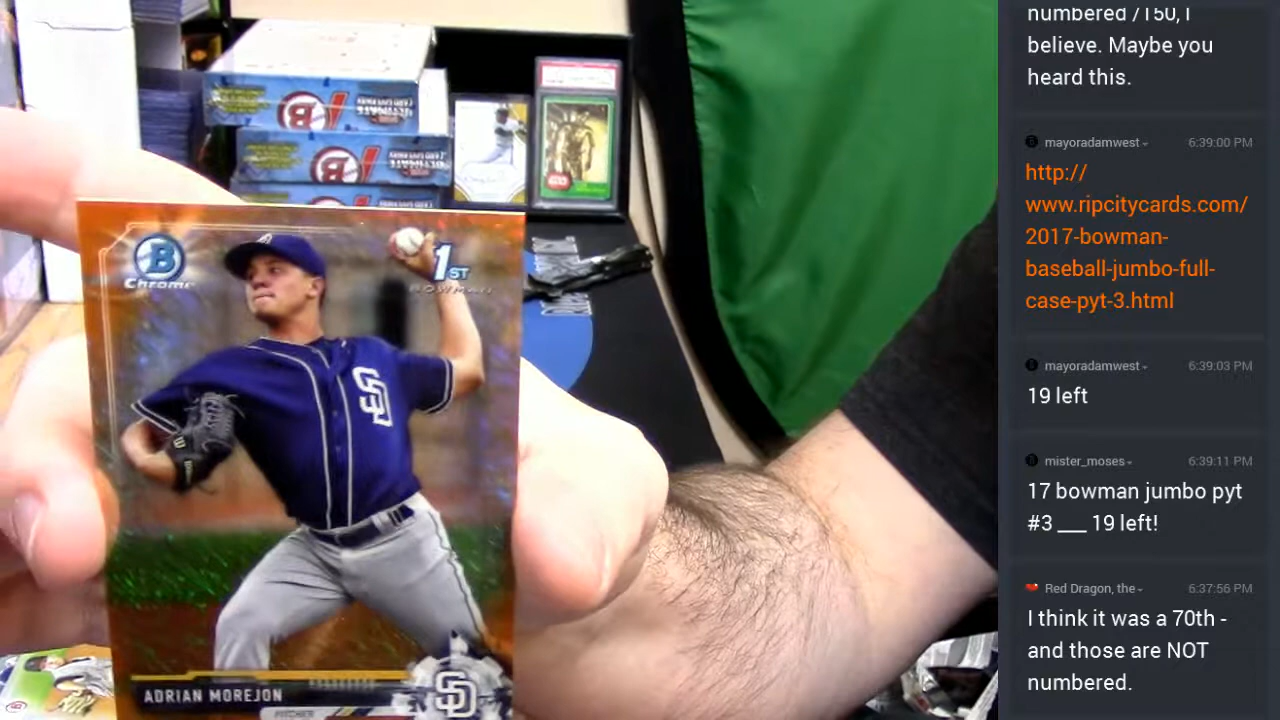 B
Chrome
1ST
BOWMAN
SD
ADRIAN MOREJON
PITCHER
SD
numbered /150, I
believe. Maybe you
heard this.
mayoradamwest
6:39:00 PM
http://
www.ripcitycards.com/
2017-bowman-
baseball-jumbo-full-
case-pyt-3.html
mayoradamwest
6:39:03 PM
19 left
mister_moses
6:39:11 PM
17 bowman jumbo pyt
#3 ___ 19 left!
Red Dragon, the
6:37:56 PM
I think it was a 70th -
and those are NOT
numbered.